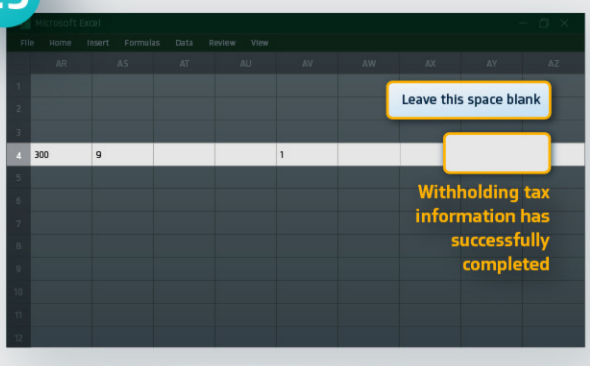 Microsoft Excel
File Home Insert Formulas Data Review View
AR AS AT AU AV AW AX AY AZ
1
Leave this space blank
2
3
4 300 9 1
5
Withholding tax
6
information has
7
successfully
8
completed
9
10
11
12